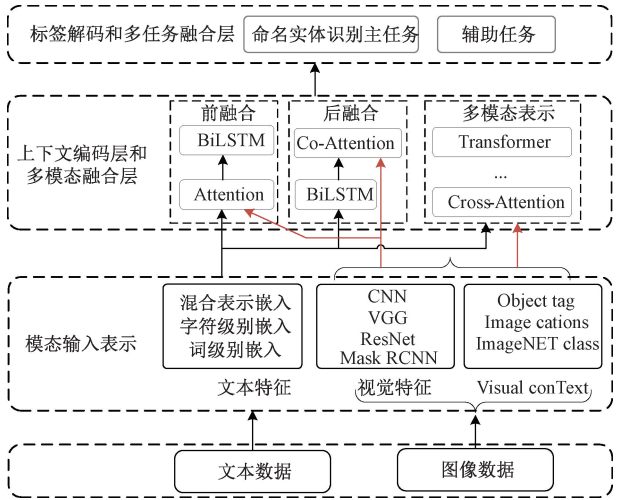 标签解码和多任务融合层
命名实体识别主任务
辅助任务
上下文编码层和
多模态融合层
前融合
BiLSTM
Attention
后融合
Co-Attention
BiLSTM
多模态表示
Transformer
...
Cross-Attention
模态输入表示
混合表示嵌入
字符级别嵌入
词级别嵌入
文本特征
CNN
VGG
ResNet
Mask RCNN
视觉特征
Object tag
Image cations
ImageNET class
Visual conText
文本数据
图像数据